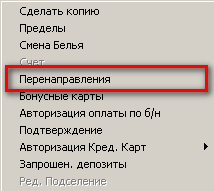 Сделать копию
Пределы
Смена Белья
Счет
Перенаправления
Бонусные карты
Авторизация оплаты по б/н
Подтверждение
Авторизация Кред. Карт
Запрошен. депозиты
Ред. Подселение